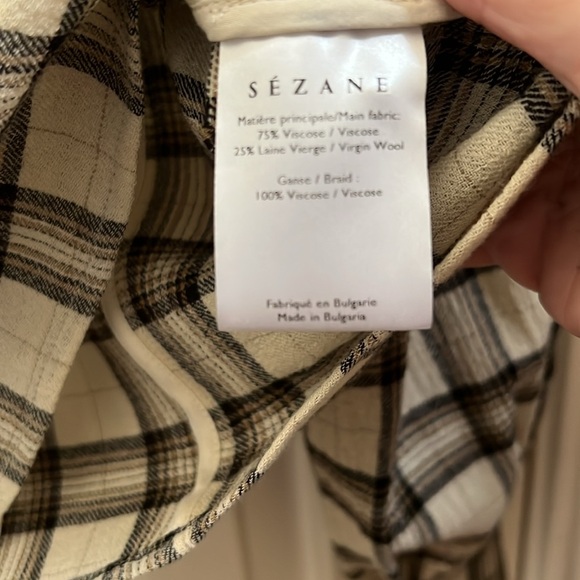 SÉZANE
Matière principale/Main fabric:
75% Viscose / Viscose
25% Laine Vierge / Virgin Wool
Ganse / Braid :
100% Viscose / Viscose
Fabriqué en Bulgarie
Made in Bulgaria